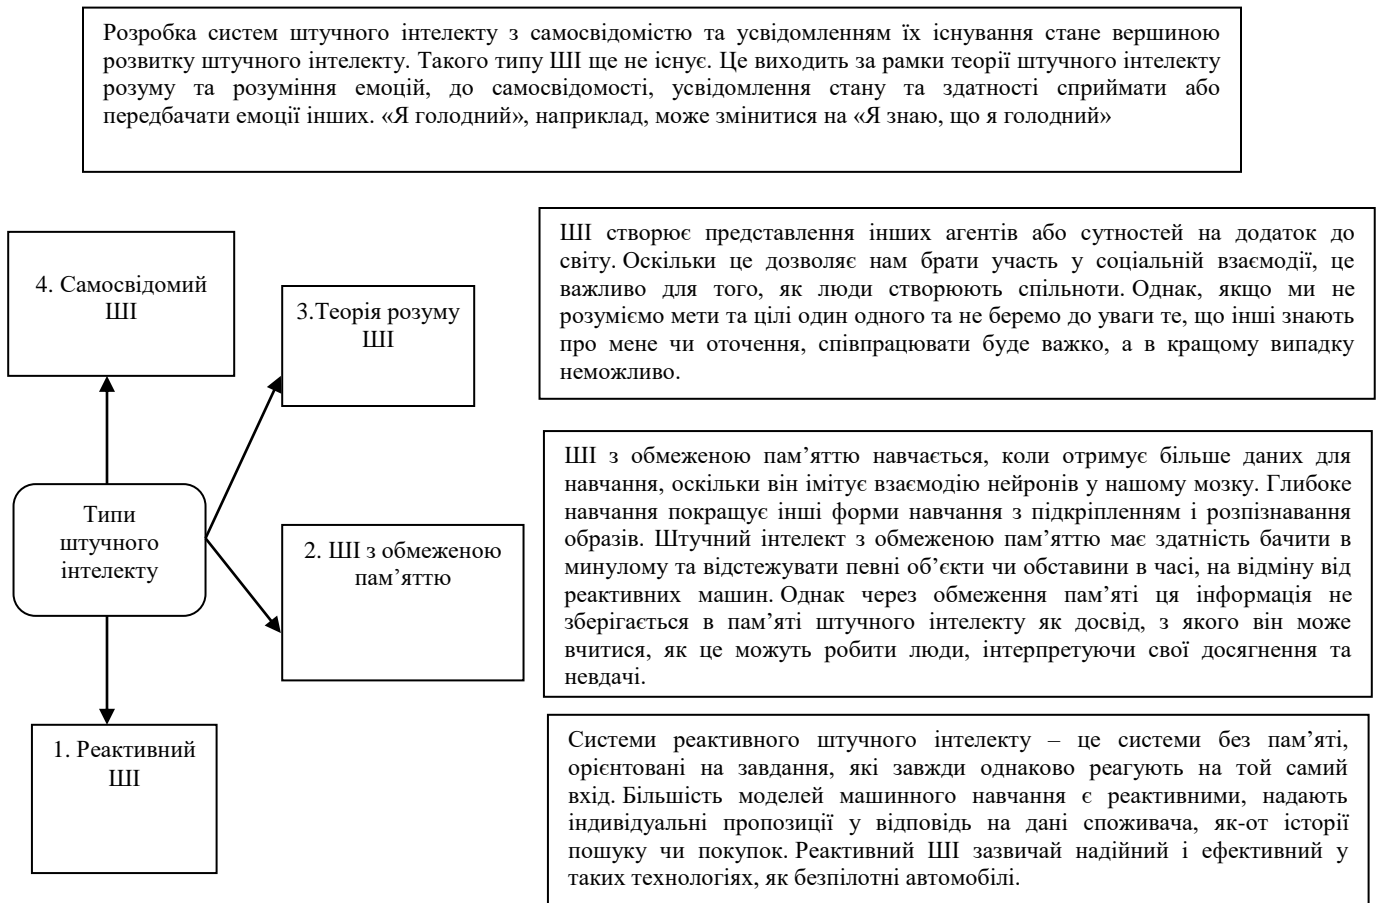 Розробка систем штучного інтелекту з самосвідомістю та усвідомленням їх існування стане вершиною
розвитку штучного інтелекту. Такого типу ШІ ще не існує. Це виходить за рамки теорії штучного інтелекту
розуму та розуміння емоцій, до самосвідомості, усвідомлення стану та здатності сприймати або
передбачати емоції інших. «Я голодний», наприклад, може змінитися на «Я знаю, що я голодний»
4. Самосвідомий
ШІ
3.Теорія розуму
ШІ
ШІ створює представлення інших агентів або сутностей на додаток до
світу. Оскільки це дозволяє нам брати участь у соціальній взаємодії, це
важливо для того, як люди створюють спільноти. Однак, якщо ми не
розуміємо мети та цілі один одного та не беремо до уваги те, що інші знають
про мене чи оточення, співпрацювати буде важко, а в кращому випадку
неможливо.
Типи
штучного
інтелекту
2. ШІ з обмеженою
пам’яттю
ШІ з обмеженою пам’яттю навчається, коли отримує більше даних для
навчання, оскільки він імітує взаємодію нейронів у нашому мозку. Глибоке
навчання покращує інші форми навчання з підкріпленням і розпізнавання
образів. Штучний інтелект з обмеженою пам’яттю має здатність бачити в
минулому та відстежувати певні об’єкти чи обставини в часі, на відміну від
реактивних машин. Однак через обмеження пам’яті ця інформація не
зберігається в пам’яті штучного інтелекту як досвід, з якого він може
вчитися, як це можуть робити люди, інтерпретуючи свої досягнення та
невдачі.
1. Реактивний
ШІ
Системи реактивного штучного інтелекту – це системи без пам’яті,
орієнтовані на завдання, які завжди однаково реагують на той самий
вхід. Більшість моделей машинного навчання є реактивними, надають
індивідуальні пропозиції у відповідь на дані споживача, як-от історії
пошуку чи покупок. Реактивний ШІ зазвичай надійний і ефективний у
таких технологіях, як безпілотні автомобілі.